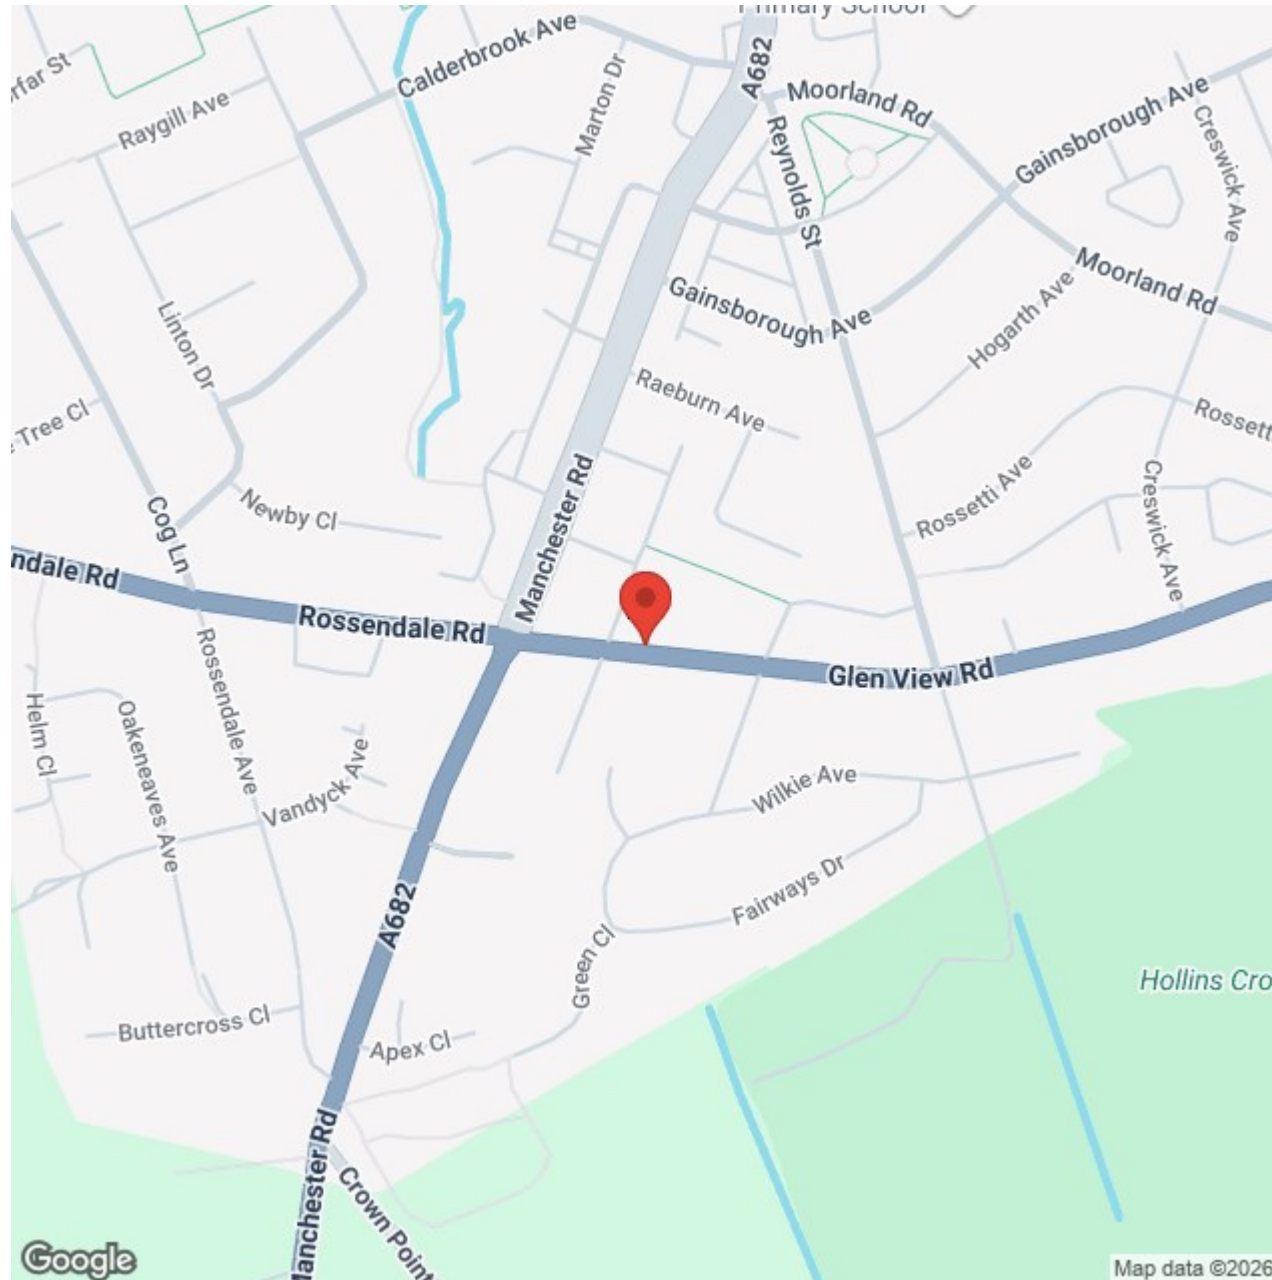 Primary School
Calderbrook Ave
A682
Marton Dr
Moorland Rd
Gainsborough Ave
Raygill Ave
Reynolds St
Creswick Ave
Moorland Rd
Hogarth Ave
Gainsborough Ave
Linton Dr
Raeburn Ave
Tree Cl
Rossetti Ave
Creswick Ave
Manchester Rd
Newby Cl
Cog Ln
Rossendale Rd
Glen View Rd
Rossendale Ave
Helm Cl
Oakeneaves Ave
Vandyck Ave
Wilkie Ave
Fairways Dr
A682
Green Cl
Hollins Cro
Buttercross Cl
Apex Cl
Manchester Rd
Crown Point
Google
Map data ©2026